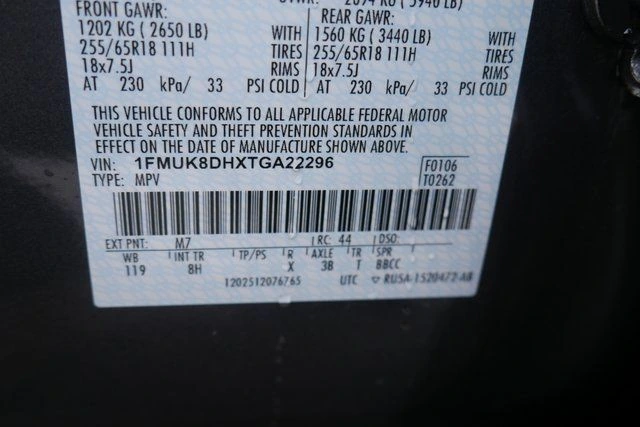 FRONT GAWR:
1202 KG ( 2650 LB)
WITH
255/65R18 111H
TIRES
18x7.5J
RIMS
AT 230 kPa/ 33 PSI COLD
REAR GAWR:
1560 KG ( 3440 LB)
WITH
255/65R18 111H
TIRES
18x7.5J
RIMS
AT 230 kPa/ 33 PSI COLD
THIS VEHICLE CONFORMS TO ALL APPLICABLE FEDERAL MOTOR
VEHICLE SAFETY AND THEFT PREVENTION STANDARDS IN
EFFECT ON THE DATE OF MANUFACTURE SHOWN ABOVE.
VIN: 1FMUK8DHXTGA22296
TYPE: MPV
F0106
T0262
EXT PNT: M7 RC: 44 DSO:
WB INT TR TP/PS R AXLE TR SPR
119 8H X 3B T BBCC
1202512076765 UTC RUSA-1520472-AB